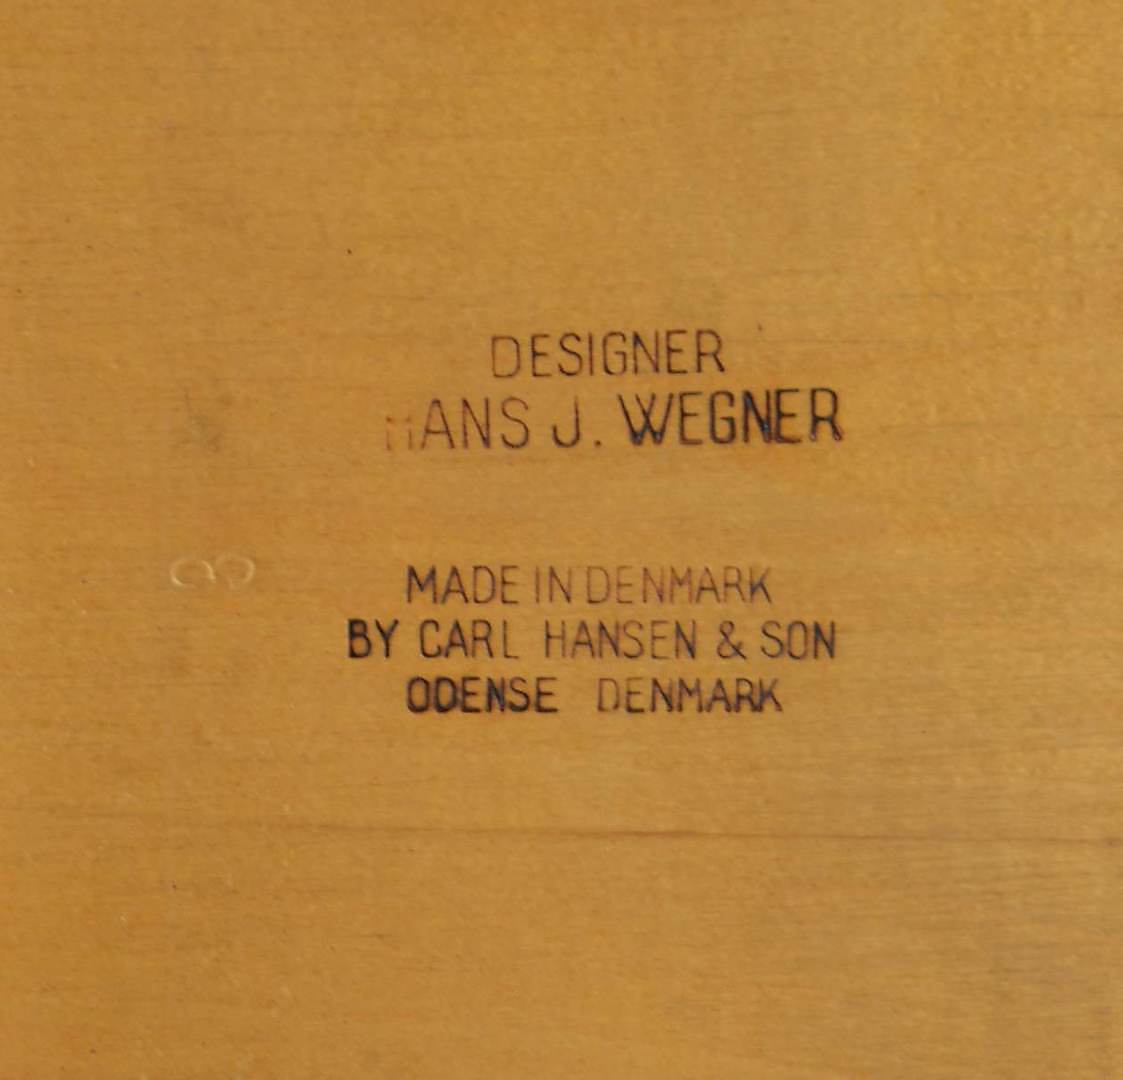 DESIGNER
HANS J. WEGNER
MADE IN DENMARK
BY CARL HANSEN & SON
ODENSE DENMARK